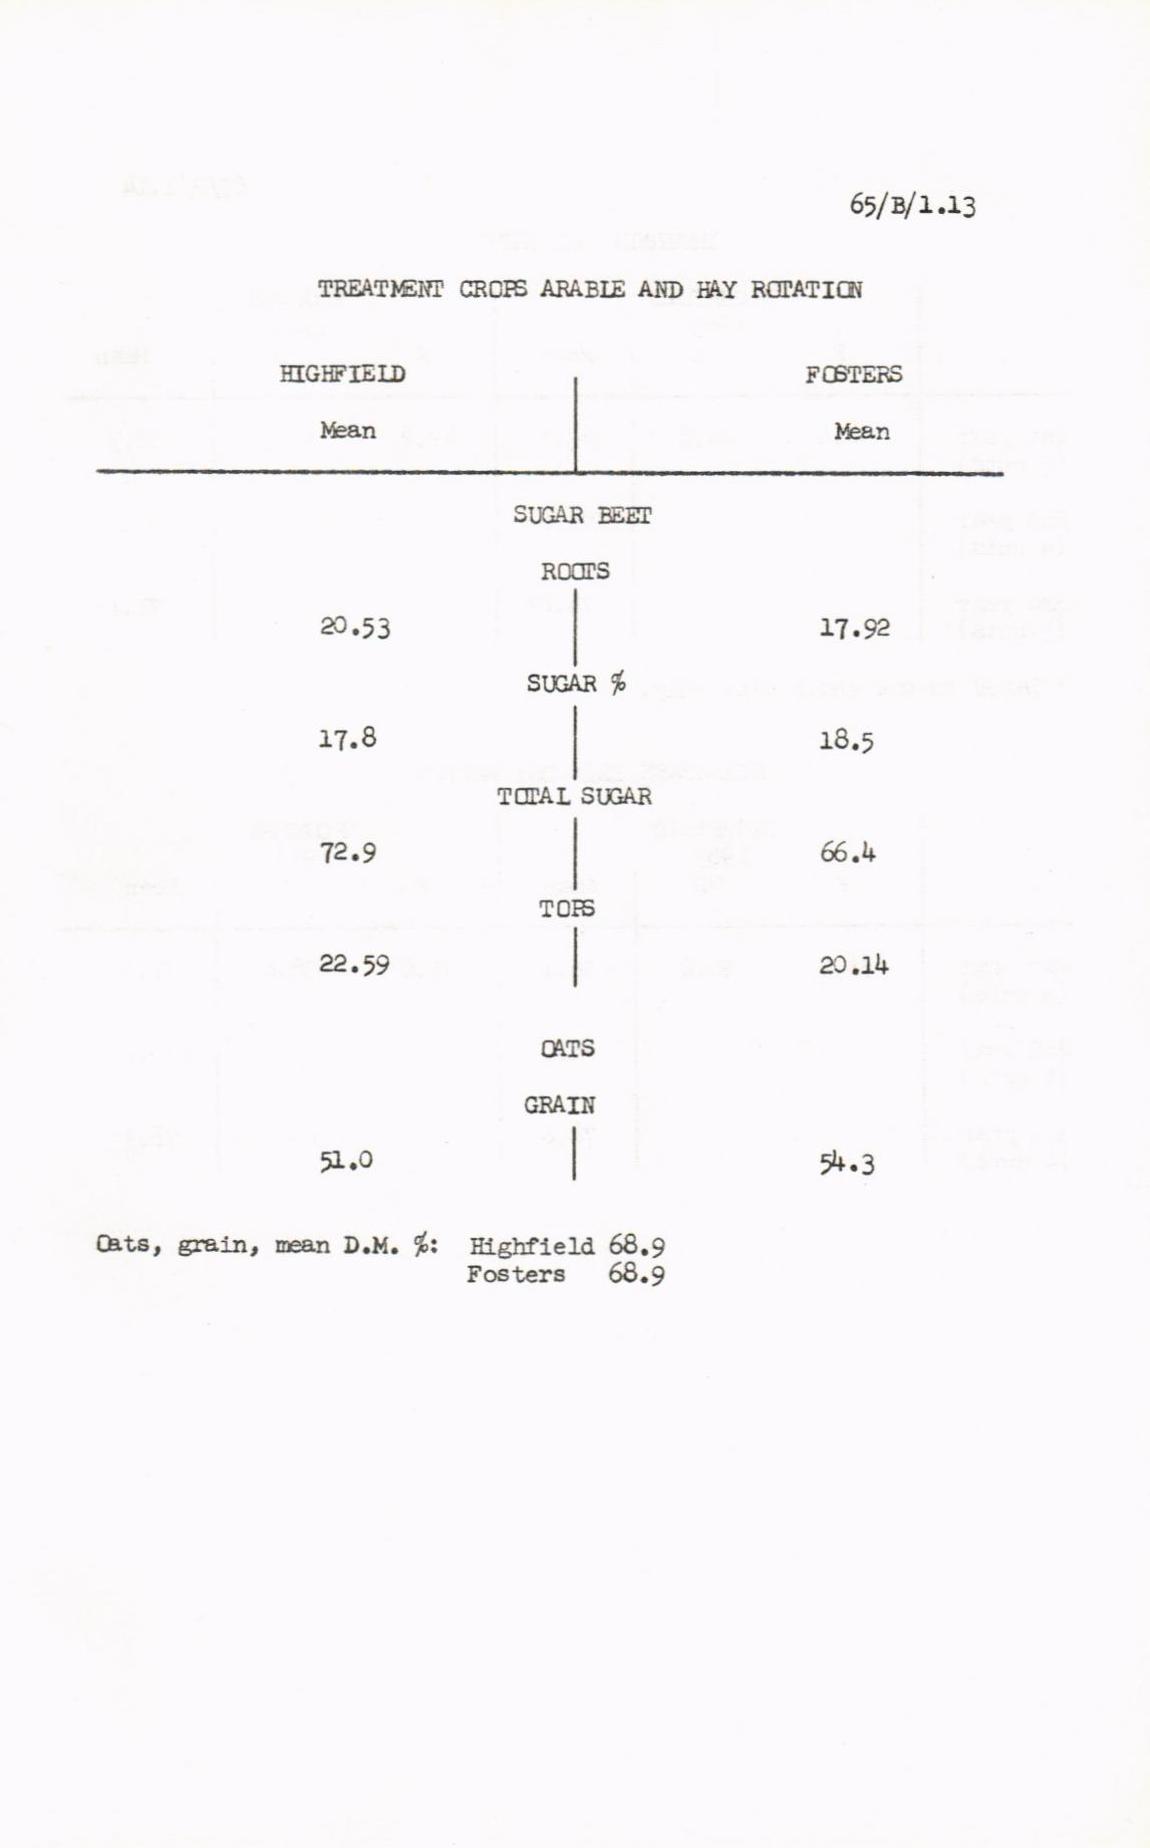 65/B/1.13
TREATMENT CROPS ARABLE AND HAY ROTATION
HIGHFIELD FOSTERS
Mean Mean
SUGAR BEET
ROOTS
20.53 17.92
SUGAR %
17.8 18.5
TOTAL SUGAR
72.9 66.4
TOPS
22.59 20.14
OATS
GRAIN
51.0 54.3
Oats, grain, mean D.M. %: Highfield 68.9
Fosters 68.9